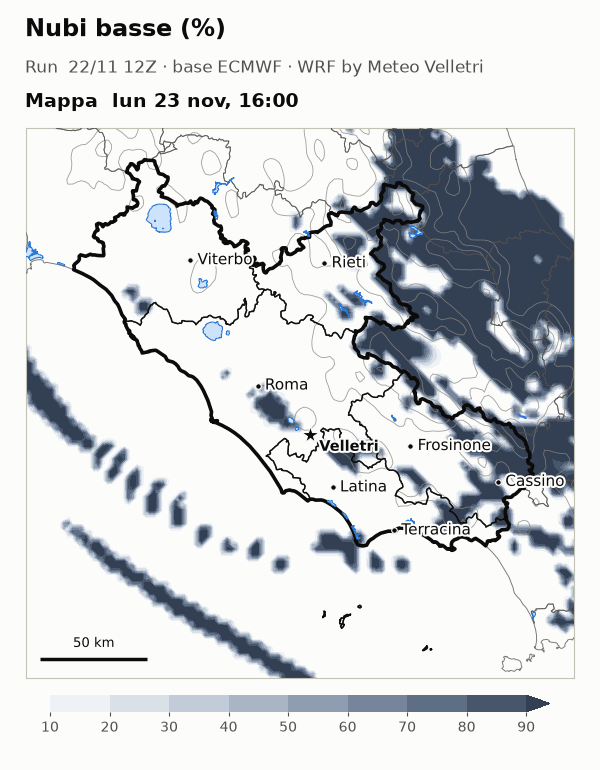 Nubi basse (%)
Run  22/11 12Z · base ECMWF · WRF by Meteo Velletri
Mappa  lun 23 nov, 16:00
Viterbo
Rieti
Roma
Velletri
Frosinone
Cassino
Latina
Terracina
50 km
10 20 30 40 50 60 70 80 90